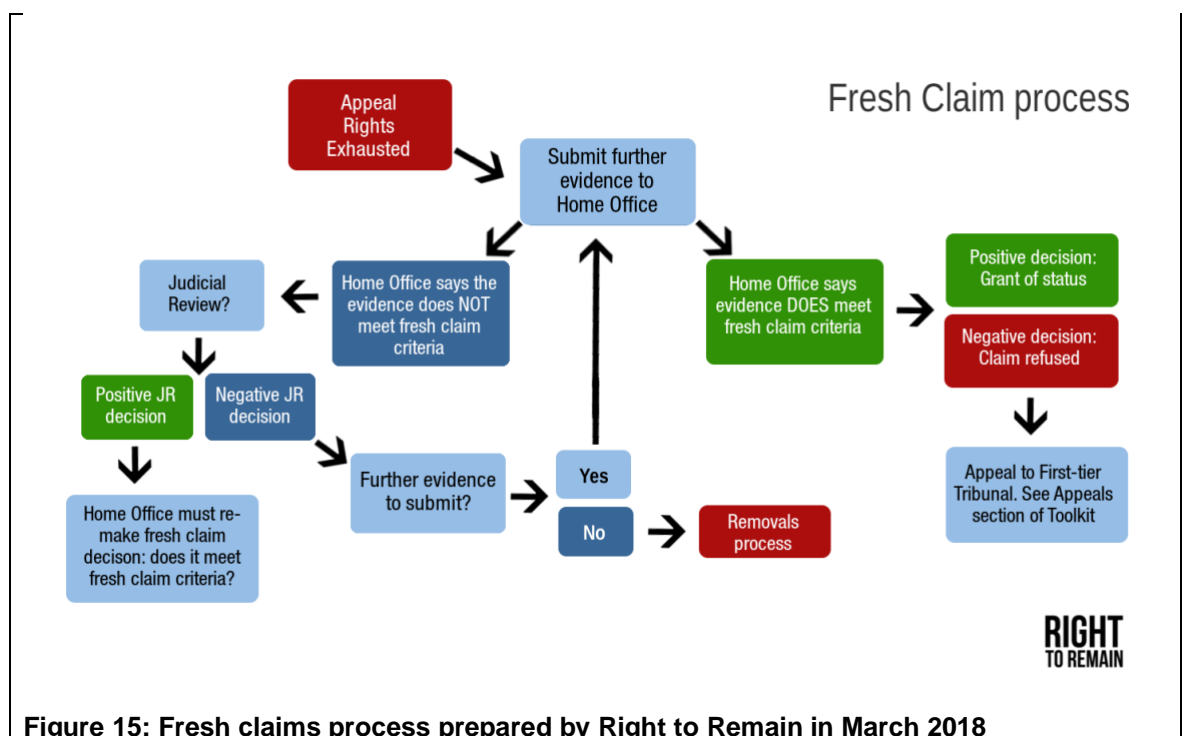 Fresh Claim process
Appeal
Rights
Exhausted
Submit further
evidence to
Home Office
Judicial
Review?
Home Office says the
evidence does NOT
meet fresh claim
criteria
Home Office says
evidence DOES meet
fresh claim criteria
Positive decision:
Grant of status
Negative decision:
Claim refused
Positive JR
decision
Negative JR
decision
Further evidence
to submit?
Yes
No
Removals
process
Appeal to First-tier
Tribunal. See Appeals
section of Toolkit
Home Office must re-
make fresh claim
decison: does it meet
fresh claim criteria?
RIGHT
TO REMAIN
Figure 15: Fresh claims process prepared by Right to Remain in March 2018